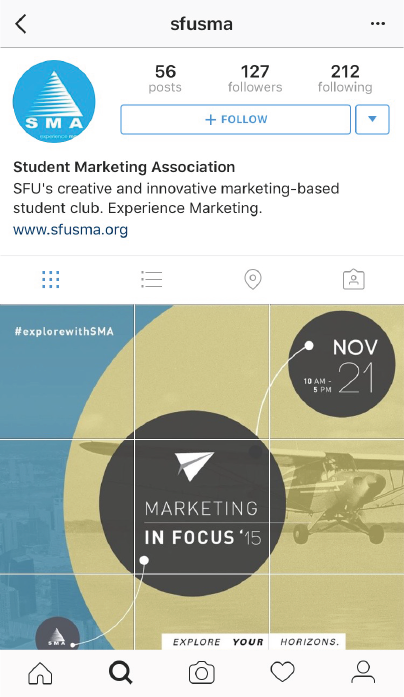 sfusma
56
posts
127
followers
212
following
+ FOLLOW
SMA
Student Marketing Association
SFU's creative and innovative marketing-based
student club. Experience Marketing.
www.sfusma.org
#explorewithSMA
NOV
10 AM -
5 PM
21
MARKETING
IN FOCUS '15
SMA
EXPLORE YOUR HORIZONS.